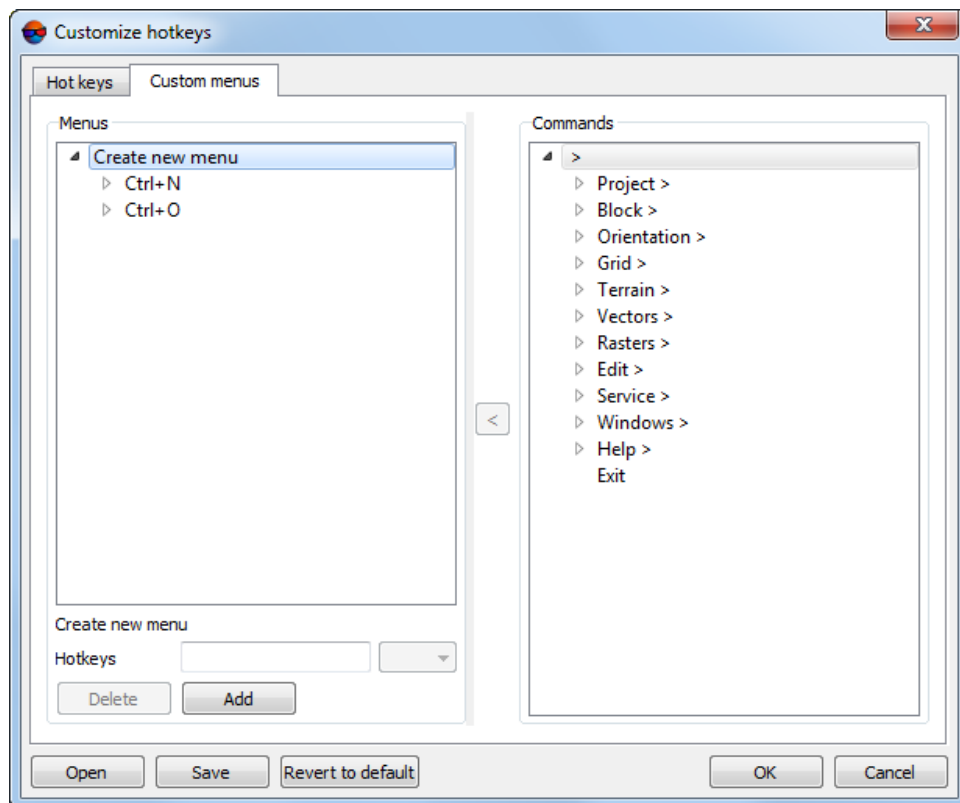 Customize hotkeys
Hot keys
Custom menus
Menus
Create new menu
Ctrl+N
Ctrl+O
Create new menu
Hotkeys
Delete
Add
<
Commands
>
Project >
Block >
Orientation >
Grid >
Terrain >
Vectors >
Rasters >
Edit >
Service >
Windows >
Help >
Exit
Open
Save
Revert to default
OK
Cancel